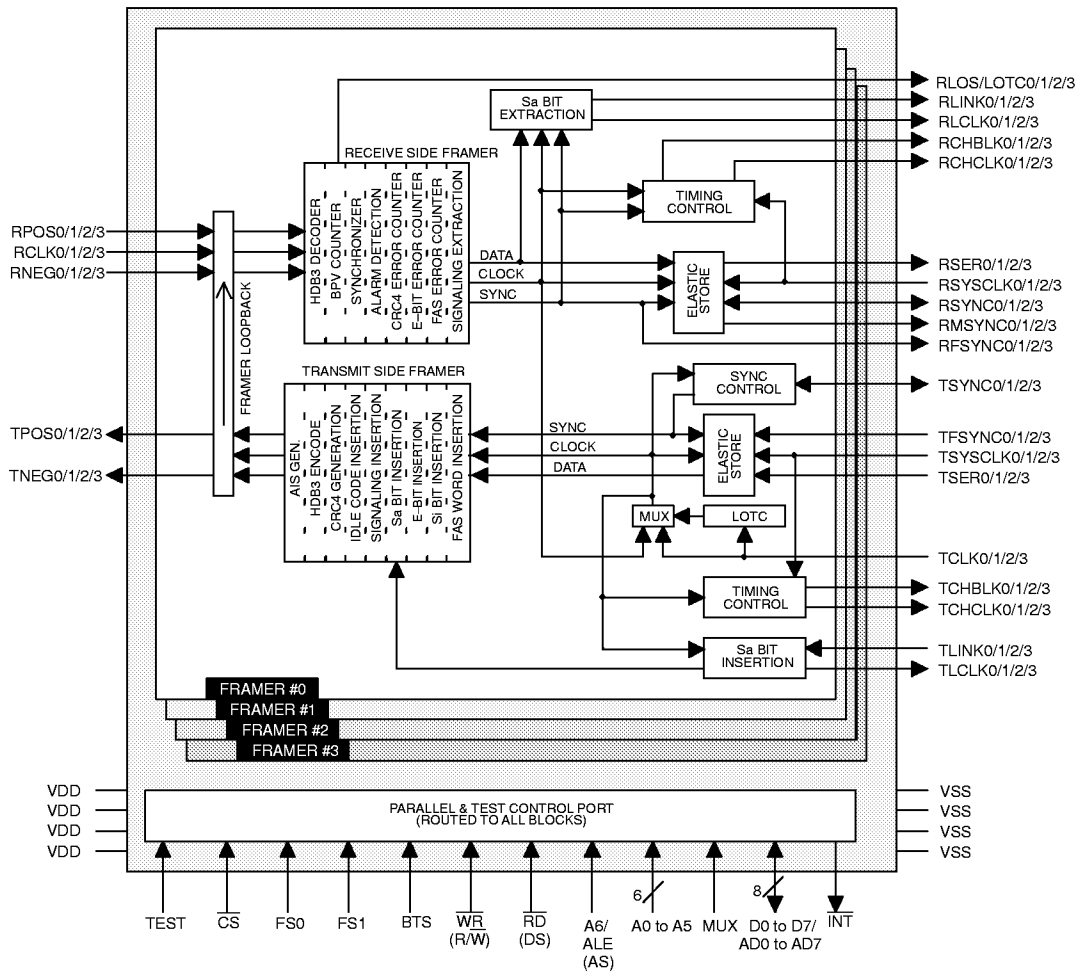 RLOS/LOTC0/1/2/3
RLINK0/1/2/3
RLCLK0/1/2/3
RCHBLK0/1/2/3
RCHCLK0/1/2/3
Sa BIT
EXTRACTION
RECEIVE SIDE FRAMER
HDB3 DECODER
BPV COUNTER
SYNCHRONIZER
ALARM DETECTION
CRC4 ERROR COUNTER
E-BIT ERROR COUNTER
FAS ERROR COUNTER
SIGNALING EXTRACTION
TIMING
CONTROL
RPOS0/1/2/3
RCLK0/1/2/3
RNEG0/1/2/3
DATA
CLOCK
SYNC
ELASTIC
STORE
RSER0/1/2/3
RSYSCLK0/1/2/3
RSYNC0/1/2/3
RMSYNC0/1/2/3
RFSYNC0/1/2/3
FRAMER LOOPBACK
TRANSMIT SIDE FRAMER
AIS GEN.
HDB3 ENCODE
CRC4 GENERATION
IDLE CODE INSERTION
SIGNALING INSERTION
Sa BIT INSERTION
E-BIT INSERTION
Si BIT INSERTION
FAS WORD INSERTION
SYNC
CONTROL
TSYNC0/1/2/3
TPOS0/1/2/3
TNEG0/1/2/3
SYNC
CLOCK
DATA
ELASTIC
STORE
TFSYNC0/1/2/3
TSYSCLK0/1/2/3
TSER0/1/2/3
MUX
LOTC
TCLK0/1/2/3
TIMING
CONTROL
TCHBLK0/1/2/3
TCHCLK0/1/2/3
Sa BIT
INSERTION
TLINK0/1/2/3
TLCLK0/1/2/3
FRAMER #0
FRAMER #1
FRAMER #2
FRAMER #3
VDD
VDD
VDD
VDD
PARALLEL & TEST CONTROL PORT
(ROUTED TO ALL BLOCKS)
VSS
VSS
VSS
VSS
6
8
TEST
CS
FS0
FS1
BTS
WR
(R/W)
RD
(DS)
A6/
ALE
(AS)
A0 to A5
MUX
D0 to D7/
AD0 to AD7
INT